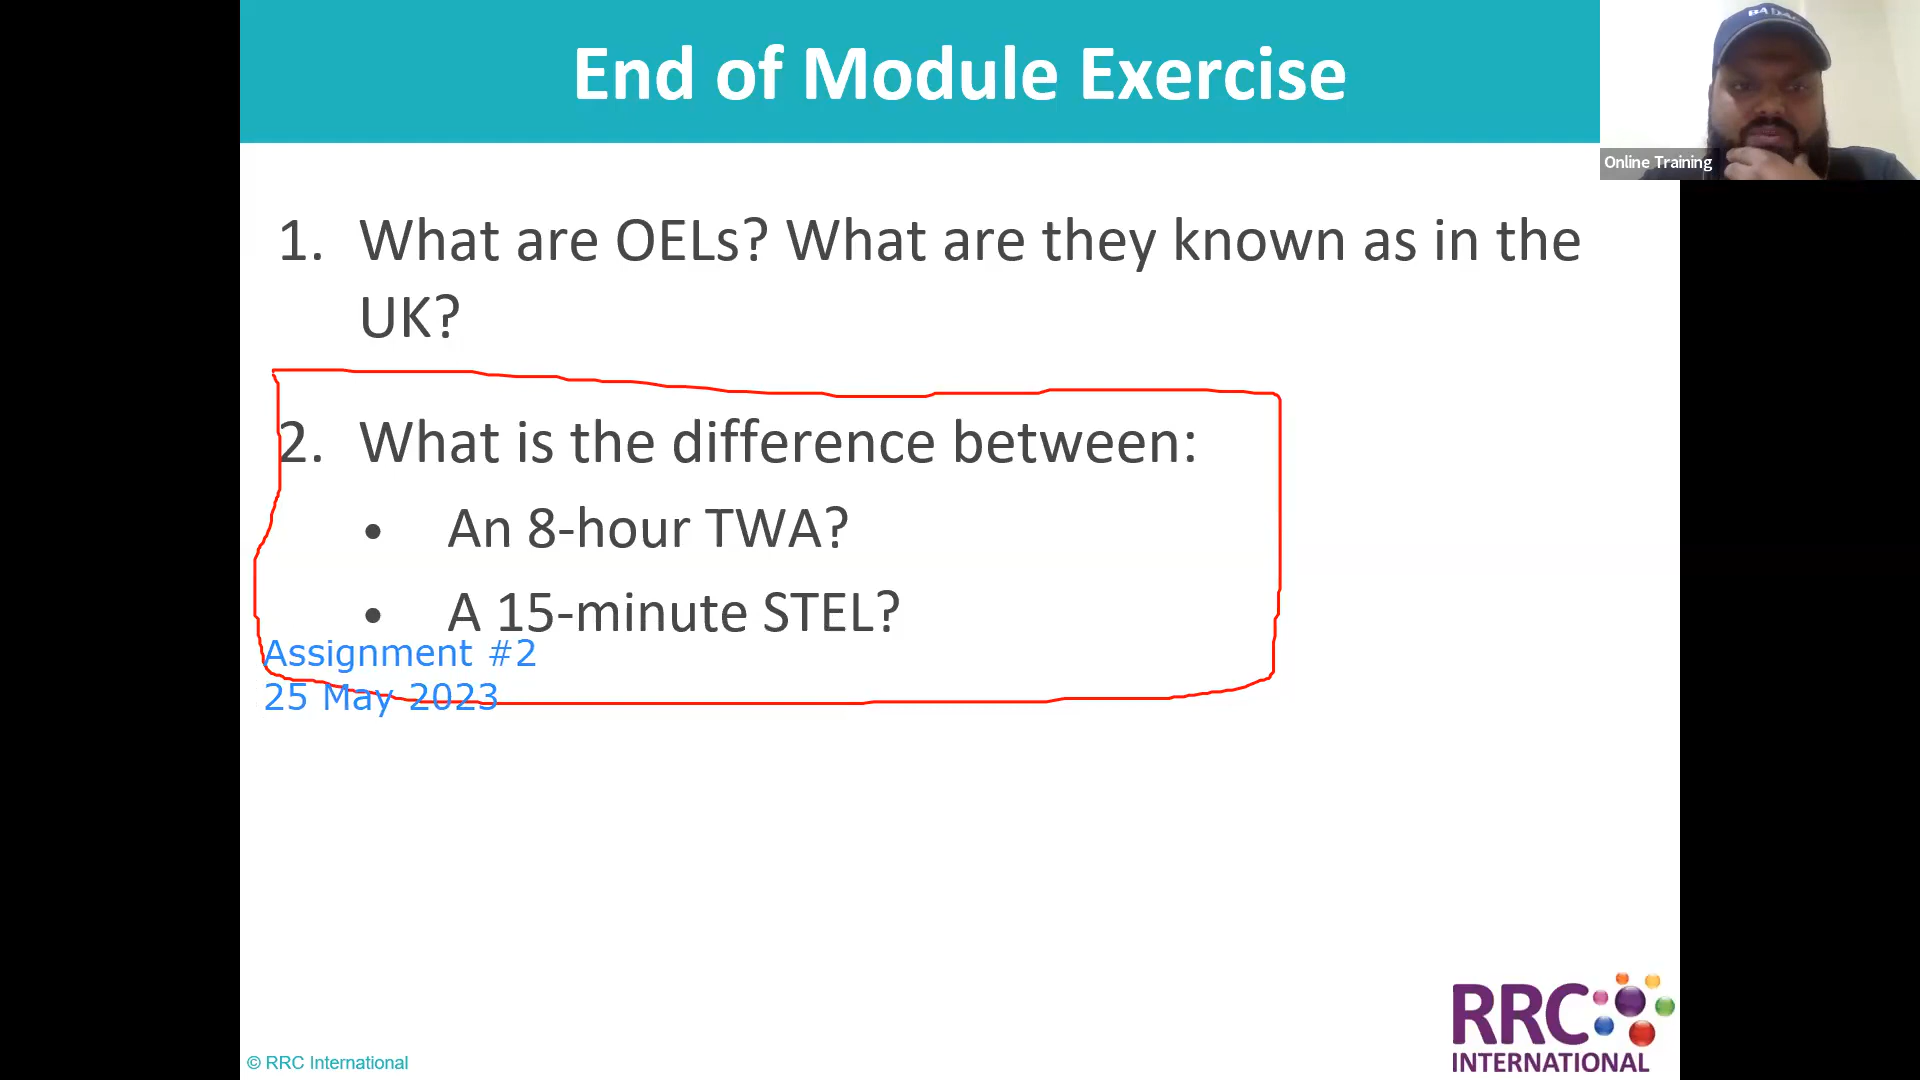 End of Module Exercise
Online Training
1. What are OELs? What are they known as in the
UK?
2. What is the difference between:
• An 8-hour TWA?
• A 15-minute STEL?
Assignment #2
25 May 2023
RRC
INTERNATIONAL
© RRC International